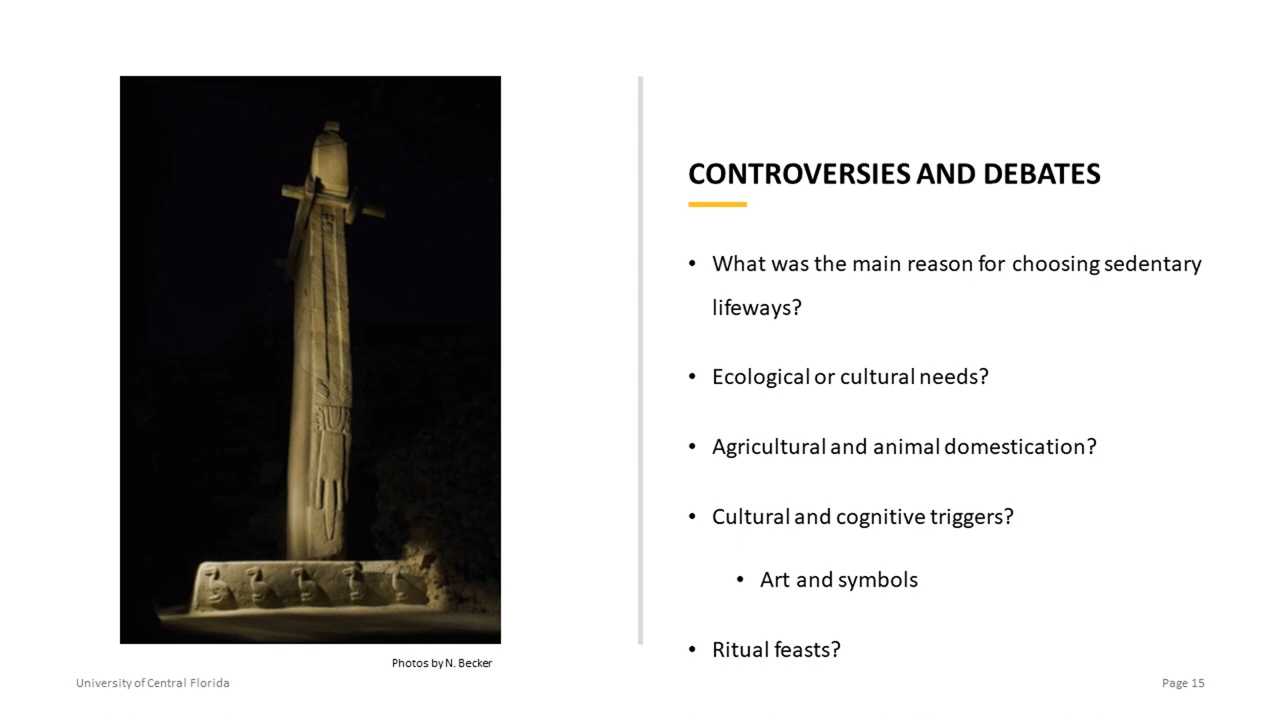 CONTROVERSIES AND DEBATES
• What was the main reason for choosing sedentary
lifeways?
• Ecological or cultural needs?
• Agricultural and animal domestication?
• Cultural and cognitive triggers?
• Art and symbols
• Ritual feasts?
Photos by N. Becker
University of Central Florida
Page 15